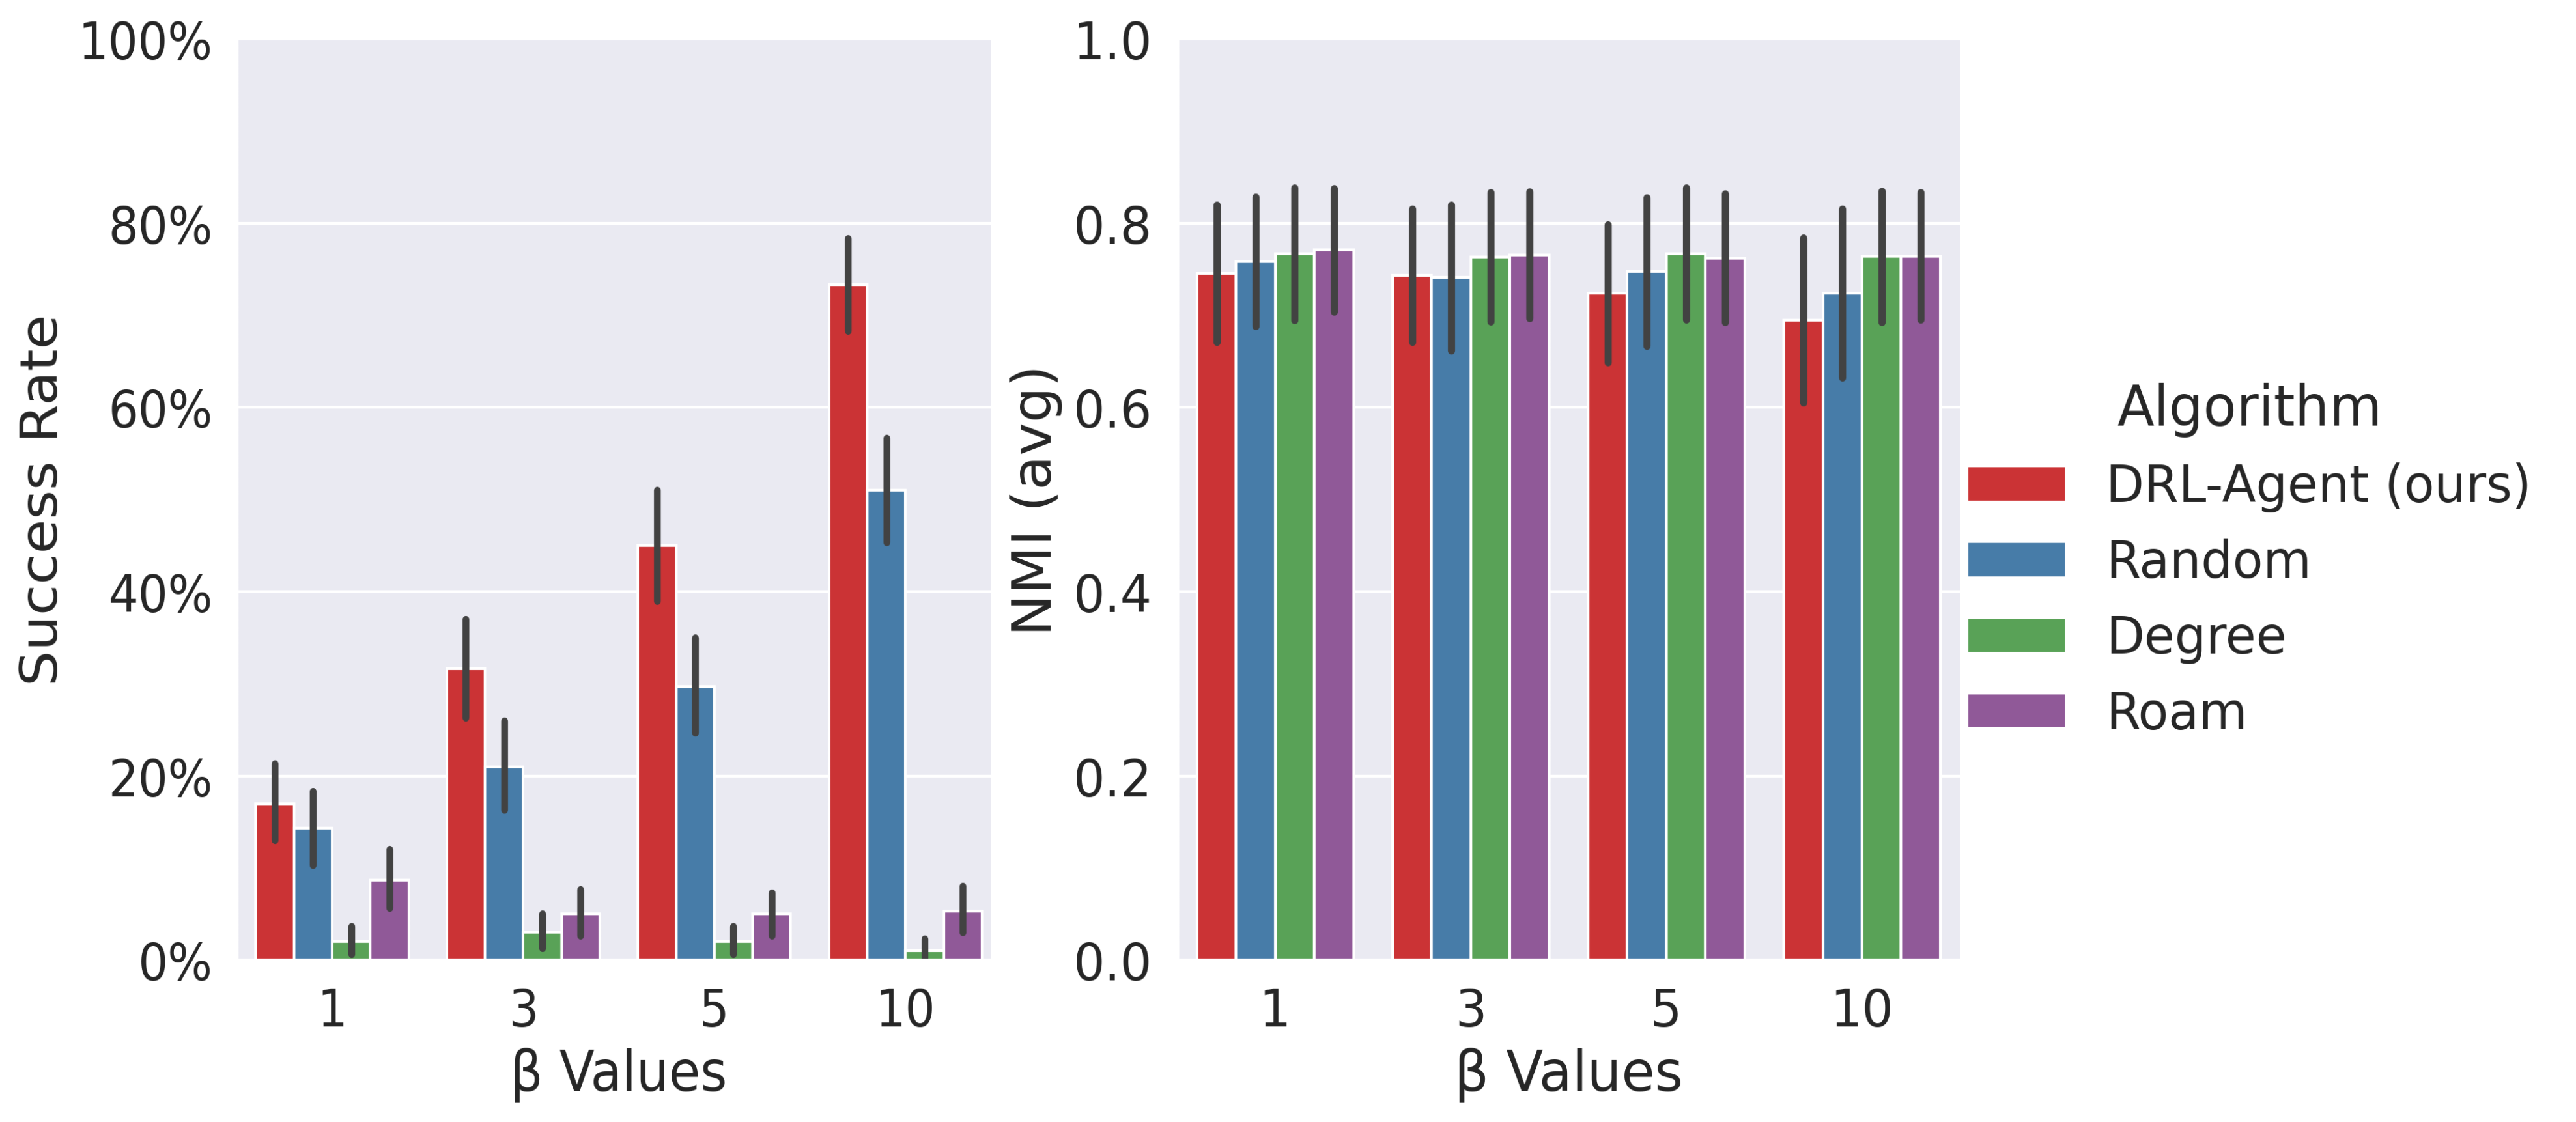 100%
80%
60%
40%
20%
0%
Success Rate
1 3 5 10
β Values
1.0
0.8
0.6
0.4
0.2
0.0
NMI (avg)
1 3 5 10
β Values
Algorithm
DRL-Agent (ours)
Random
Degree
Roam